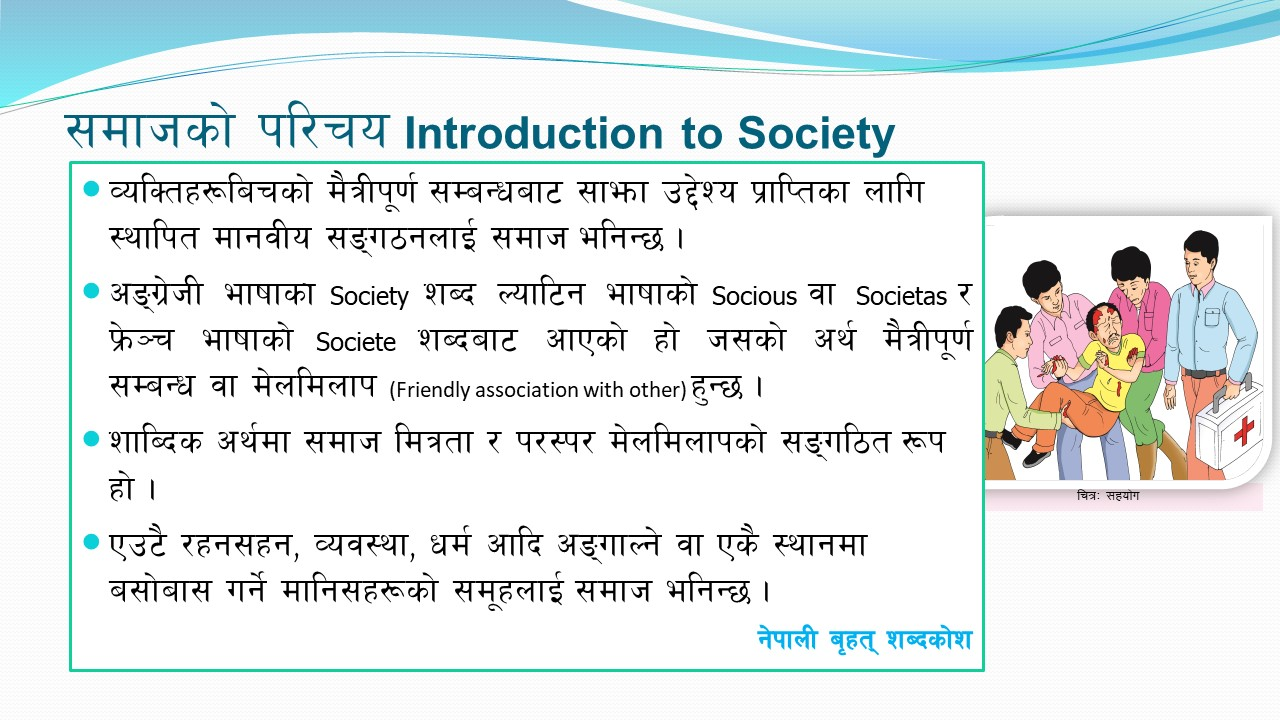 समाजको परिचय Introduction to Society
व्यक्तिहरूबिचको मैत्रीपूर्ण सम्बन्धबाट साझा उद्देश्य प्राप्तिका लागि
स्थापित मानवीय सङ्गठनलाई समाज भनिन्छ ।
अङ्ग्रेजी भाषाका Society शब्द ल्याटिन भाषाको Socious वा Societas र
फ्रेञ्च भाषाको Societe शब्दबाट आएको हो जसको अर्थ मैत्रीपूर्ण
सम्बन्ध वा मेलमिलाप (Friendly association with other) हुन्छ ।
शाब्दिक अर्थमा समाज मित्रता र परस्पर मेलमिलापको सङ्गठित रूप
हो ।
एउटै रहनसहन, व्यवस्था, धर्म आदि अङ्गाल्ने वा एकै स्थानमा
बसोबास गर्ने मानिसहरूको समूहलाई समाज भनिन्छ ।
नेपाली बृहत् शब्दकोश
चित्र: सहयोग